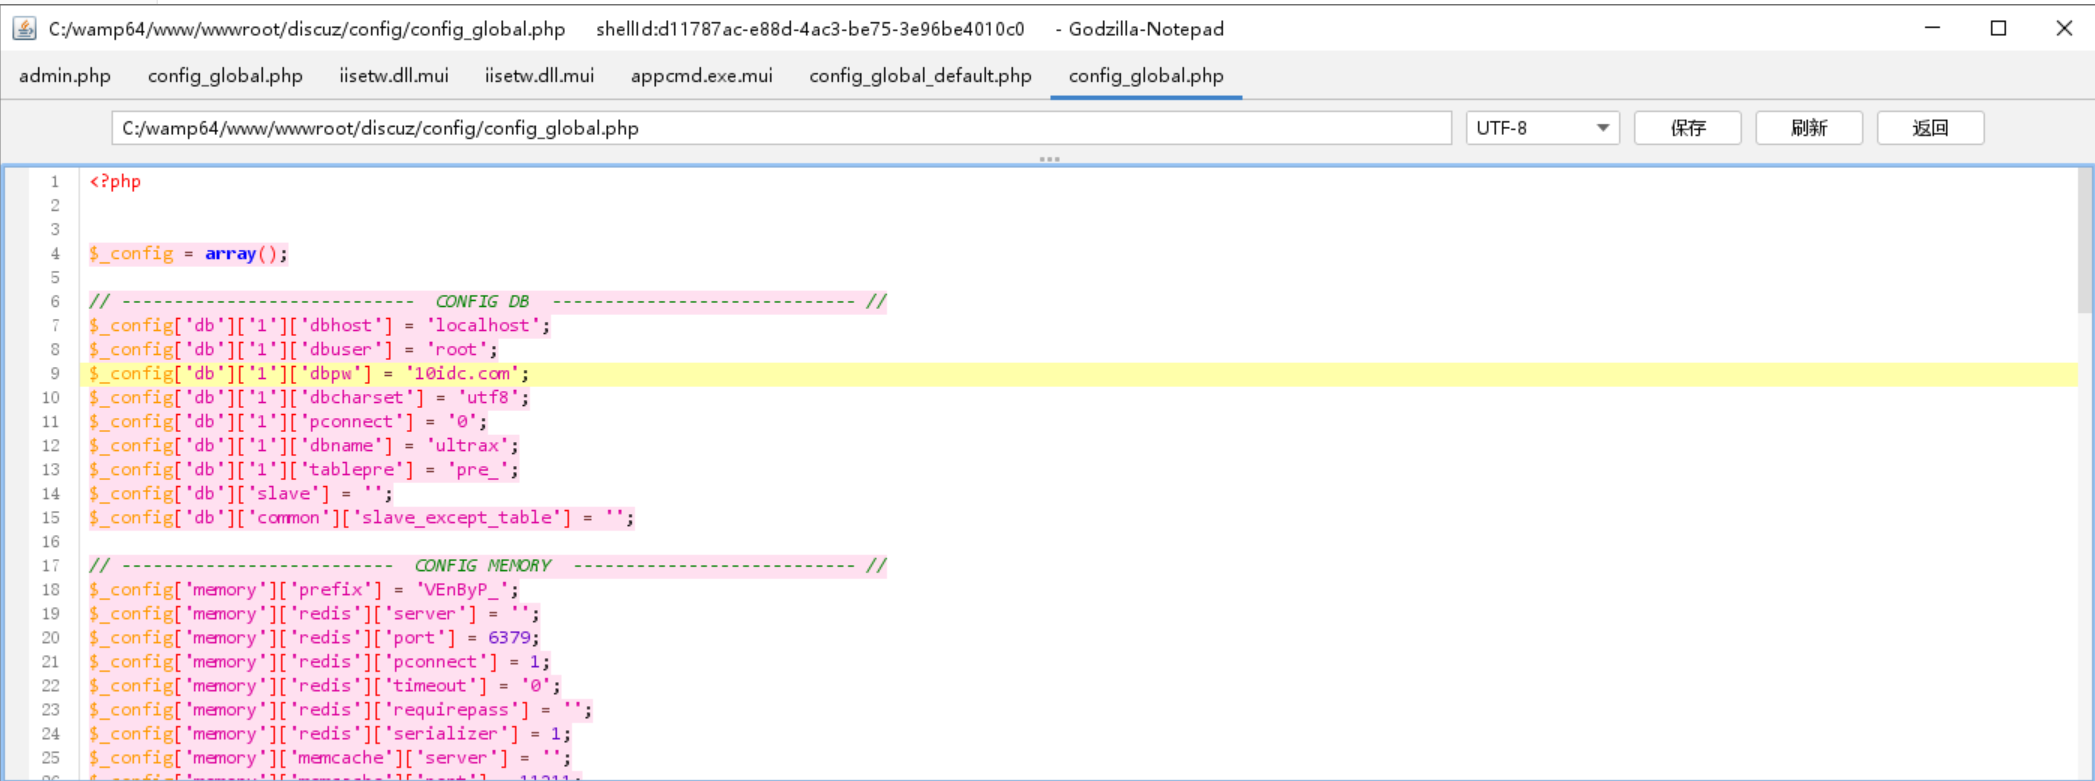 C:/wamp64/www/wwwroot/discuz/config/config_global.php shellId:d11787ac-e88d-4ac3-be75-3e96be4010c0 - Godzilla-Notepad
admin.php config_global.php iisetw.dll.mui iisetw.dll.mui appcmd.exe.mui config_global_default.php config_global.php
C:/wamp64/www/wwwroot/discuz/config/config_global.php UTF-8 保存 刷新 返回
1 <?php
2
3
4 $_config = array();
5
6 // ---------------------------- CONFIG DB ----------------------------- //
7 $_config['db']['1']['dbhost'] = 'localhost';
8 $_config['db']['1']['dbuser'] = 'root';
9 $_config['db']['1']['dbpw'] = '10idc.com';
10 $_config['db']['1']['dbcharset'] = 'utf8';
11 $_config['db']['1']['pconnect'] = '0';
12 $_config['db']['1']['dbname'] = 'ultrax';
13 $_config['db']['1']['tablepre'] = 'pre_';
14 $_config['db']['slave'] = '';
15 $_config['db']['common']['slave_except_table'] = '';
16
17 // -------------------------- CONFIG MEMORY --------------------------- //
18 $_config['memory']['prefix'] = 'VEnByP_';
19 $_config['memory']['redis']['server'] = '';
20 $_config['memory']['redis']['port'] = 6379;
21 $_config['memory']['redis']['pconnect'] = 1;
22 $_config['memory']['redis']['timeout'] = '0';
23 $_config['memory']['redis']['requirepass'] = '';
24 $_config['memory']['redis']['serializer'] = 1;
25 $_config['memory']['memcache']['server'] = '';
26 $_config['memory']['memcache']['port'] = 11211;